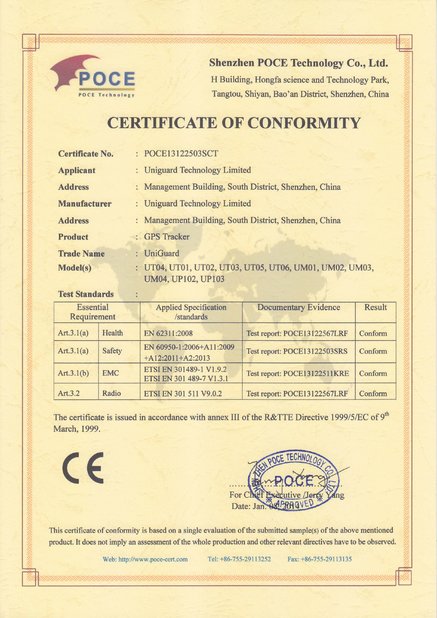 POCE
POCE Technology
Shenzhen POCE Technology Co., Ltd.
H Building, Hongfa science and Technology Park,
Tangtou, Shiyan, Bao'an District, Shenzhen, China
CERTIFICATE OF CONFORMITY
Certificate No. : POCE13122503SCT
Applicant : Uniguard Technology Limited
Address : Management Building, South District, Shenzhen, China
Manufacturer : Uniguard Technology Limited
Address : Management Building, South District, Shenzhen, China
Product : GPS Tracker
Trade Name : UniGuard
Model(s) : UT04, UT01, UT02, UT03, UT05, UT06, UM01, UM02, UM03,
UM04, UP102, UP103
Test Standards :
Essential Requirement Applied Specification /standards Documentary Evidence Result
Art.3.1(a) Health EN 62311:2008 Test report: POCE13122567LRF Conform
Art.3.1(a) Safety EN 60950-1:2006+A11:2009 +A12:2011+A2:2013 Test report: POCE13122503SRS Conform
Art.3.1(b) EMC ETSI EN 301489-1 V1.9.2 ETSI EN 301 489-7 V1.3.1 Test report: POCE13122511KRE Conform
Art.3.2 Radio ETSI EN 301 511 V9.0.2 Test report: POCE13122567LRF Conform
The certificate is issued in accordance with annex III of the R&TTE Directive 1999/5/EC of 9th
March, 1999.
CE
SHENZHEN POCE TECHNOLOGY CO., LTD.
POCE
APPROVED
For Chief Executive /Jerry Yang
Date: Jan.
This certificate of conformity is based on a single evaluation of the submitted sample(s) of the above mentioned
product. It does not imply an assessment of the whole production and other relevant directives have to be observed.
Web: http://www.poce-cert.com Tel: +86-755-29113252 Fax: +86-755-29113135